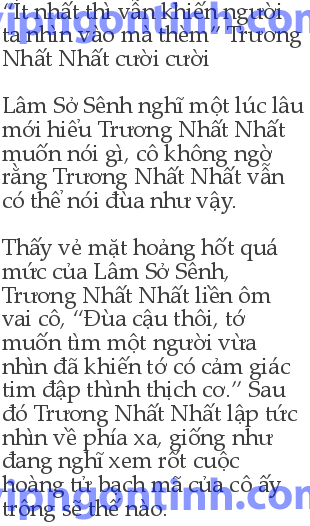 “Ít nhất thì vẫn khiến người
ta nhìn vào mà thèm” Trương
Nhất Nhất cười cười
Lâm Sở Sênh nghĩ một lúc lâu
mới hiểu Trương Nhất Nhất
muốn nói gì, cô không ngờ
rằng Trương Nhất Nhất vẫn
có thể nói đùa như vậy.
Thấy vẻ mặt hoảng hốt quá
mức của Lâm Sở Sênh,
Trương Nhất Nhất liền ôm
vai cô, “Đùa cậu thôi, tớ
muốn tìm một người vừa
nhìn đã khiến tớ có cảm giác
tim đập thình thịch cơ.” Sau
đó Trương Nhất Nhất lập tức
nhìn về phía xa, giống như
đang nghĩ xem rốt cuộc
hoàng tử bạch mã của cô ấy
trông sẽ thế nào.
vipngontinh.com
vipngontinh.com